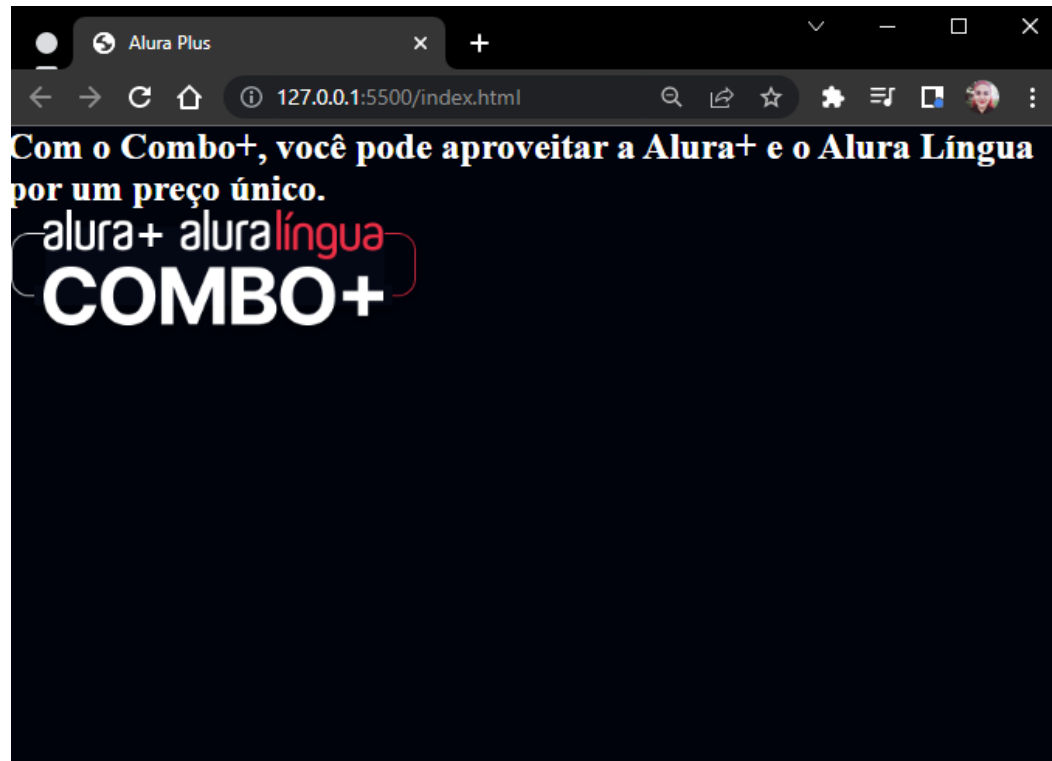 Alura Plus
127.0.0.1:5500/index.html
Com o Combo+, você pode aproveitar a Alura+ e o Alura Língua
por um preço único.
alura+ aluralíngua
COMBO+